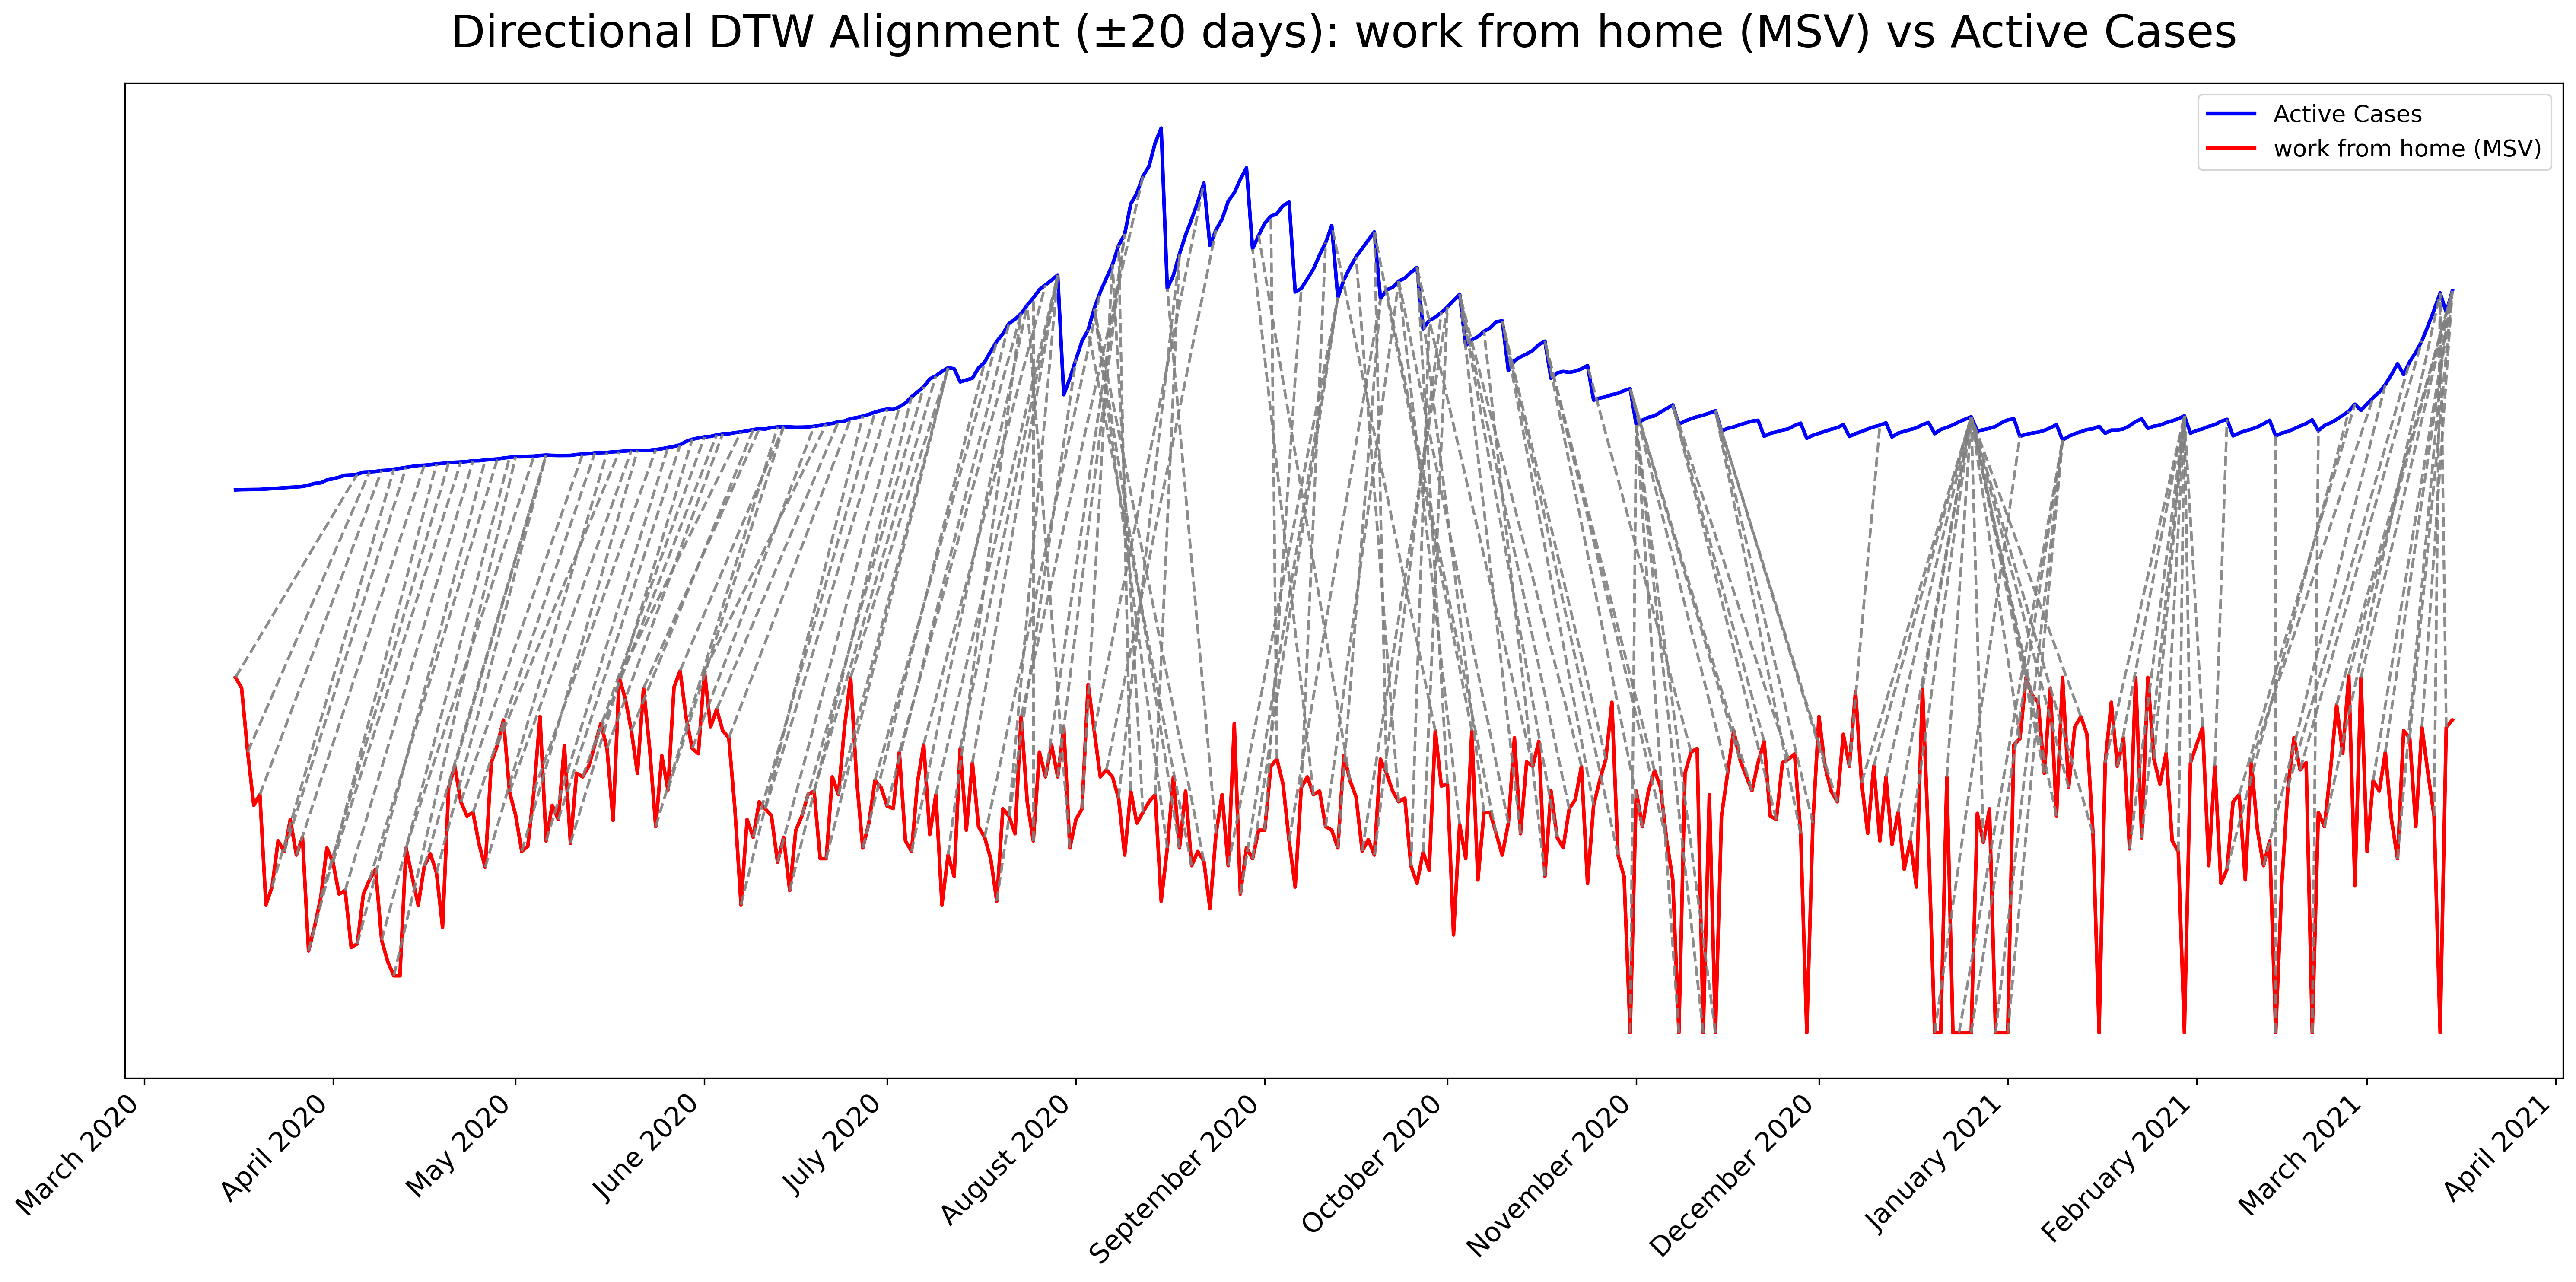 Directional DTW Alignment (±20 days): work from home (MSV) vs Active Cases
Active Cases
work from home (MSV)
March 2020
April 2020
May 2020
June 2020
July 2020
August 2020
September 2020
October 2020
November 2020
December 2020
January 2021
February 2021
March 2021
April 2021